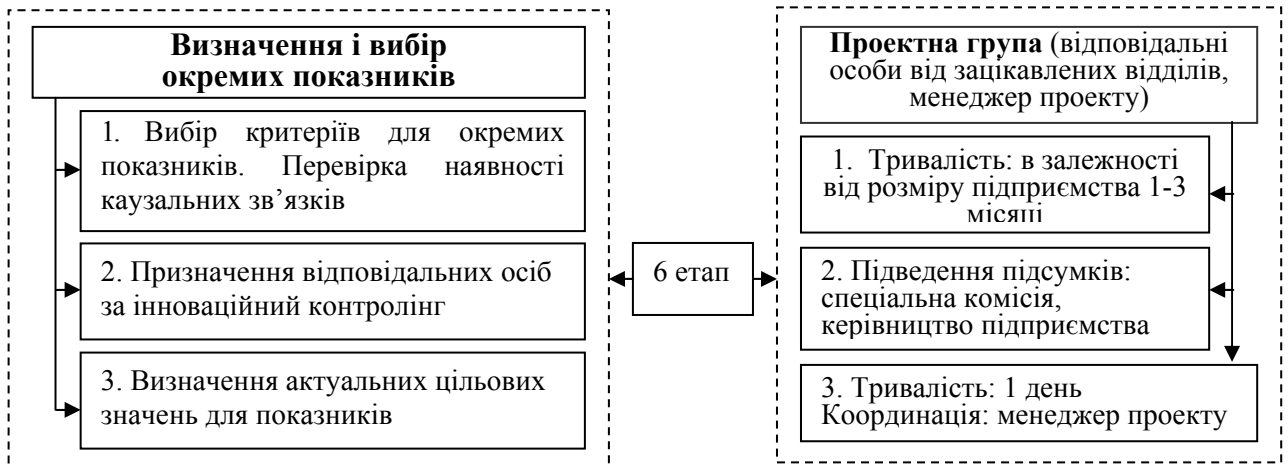 Визначення і вибір
окремих показників
1. Вибір критеріїв для окремих
показників. Перевірка наявності
каузальних зв’язків
2. Призначення відповідальних осіб
за інноваційний контролінг
3. Визначення актуальних цільових
значень для показників
6 етап
Проектна група (відповідальні
особи від зацікавлених відділів,
менеджер проекту)
1. Тривалість: в залежності
від розміру підприємства 1-3
місяці
2. Підведення підсумків:
спеціальна комісія,
керівництво підприємства
3. Тривалість: 1 день
Координація: менеджер проекту